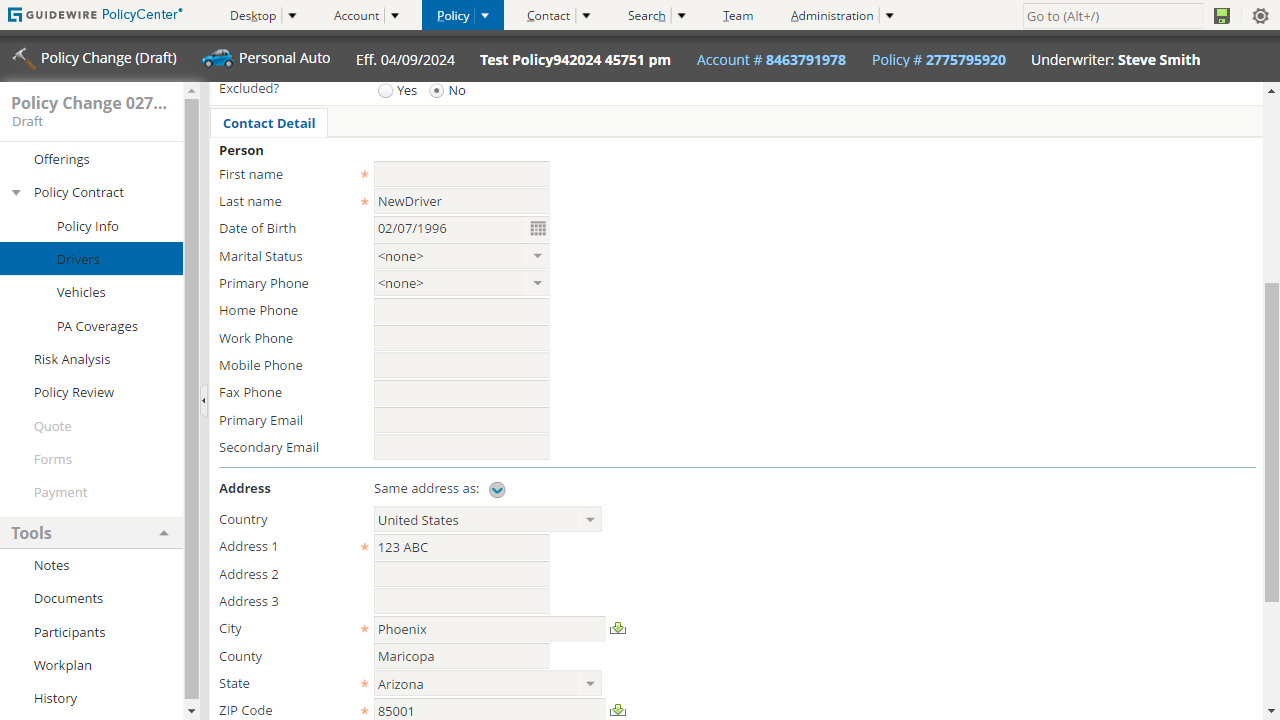 GUIDEWIRE PolicyCenter®
Desktop
Account
Policy
Contact
Search
Team
Administration
Go to (Alt+/)
Policy Change (Draft)
Personal Auto
Eff. 04/09/2024
Test Policy942024 45751 pm
Account # 8463791978
Policy # 2775795920
Underwriter: Steve Smith
Policy Change 027...
Draft
Offerings
Policy Contract
Policy Info
Drivers
Vehicles
PA Coverages
Risk Analysis
Policy Review
Quote
Forms
Payment
Tools
Notes
Documents
Participants
Workplan
History
Excluded? Yes No
Contact Detail
Person
First name *
Last name * NewDriver
Date of Birth 02/07/1996
Marital Status <none>
Primary Phone <none>
Home Phone
Work Phone
Mobile Phone
Fax Phone
Primary Email
Secondary Email
Address Same address as:
Country United States
Address 1 * 123 ABC
Address 2
Address 3
City * Phoenix
County Maricopa
State * Arizona
ZIP Code * 85001